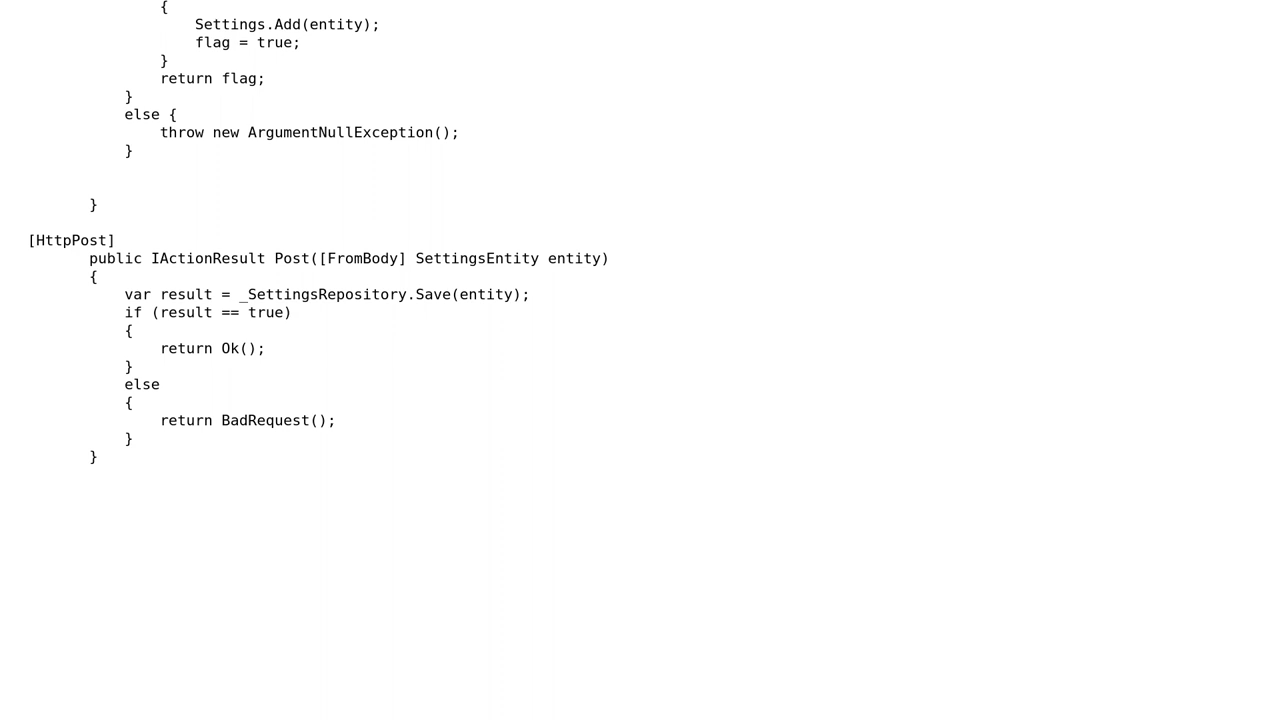 {
Settings.Add(entity);
flag = true;
}
return flag;
}
else {
throw new ArgumentNullException();
}
}
[HttpPost]
public IActionResult Post([FromBody] SettingsEntity entity)
{
var result = _SettingsRepository.Save(entity);
if (result == true)
{
return Ok();
}
else
{
return BadRequest();
}
}